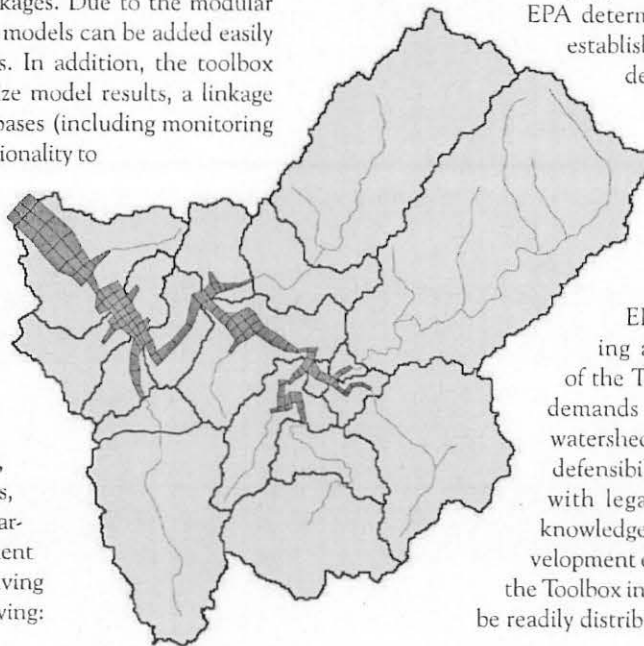 kages. Due to the modular
models can be added easily
s. In addition, the toolbox
ze model results, a linkage
bases (including monitoring
ionality to
,
s,
ar-
ent
ving
wing:
EPA determ
establis
de
EP
ing a
of the T
demands
watershed
defensibi
with lega
knowledge
velopment o
the Toolbox in
be readily distrib